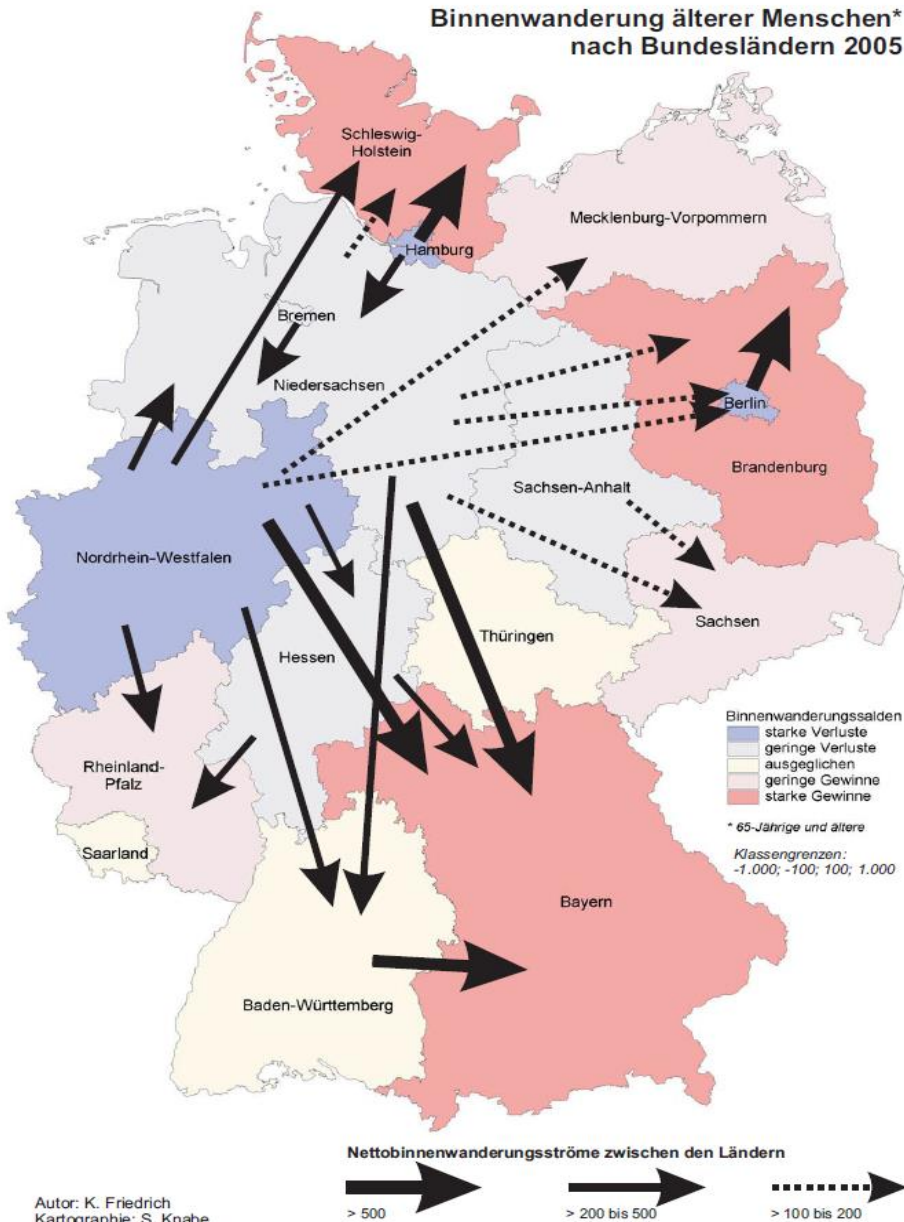 Binnenwanderung älterer Menschen*
nach Bundesländern 2005
Schleswig-
Holstein
Mecklenburg-Vorpommern
Hamburg
Bremen
Niedersachsen
Berlin
Brandenburg
Sachsen-Anhalt
Nordrhein-Westfalen
Sachsen
Thüringen
Hessen
Rheinland-
Pfalz
Saarland
Bayern
Baden-Württemberg
Binnenwanderungssalden
starke Verluste
geringe Verluste
ausgeglichen
geringe Gewinne
starke Gewinne
* 65-Jährige und ältere
Klassengrenzen:
-1.000; -100; 100; 1.000
Nettobinnenwanderungsströme zwischen den Ländern
> 500
> 200 bis 500
> 100 bis 200
Autor: K. Friedrich
Kartographie: S. Knabe